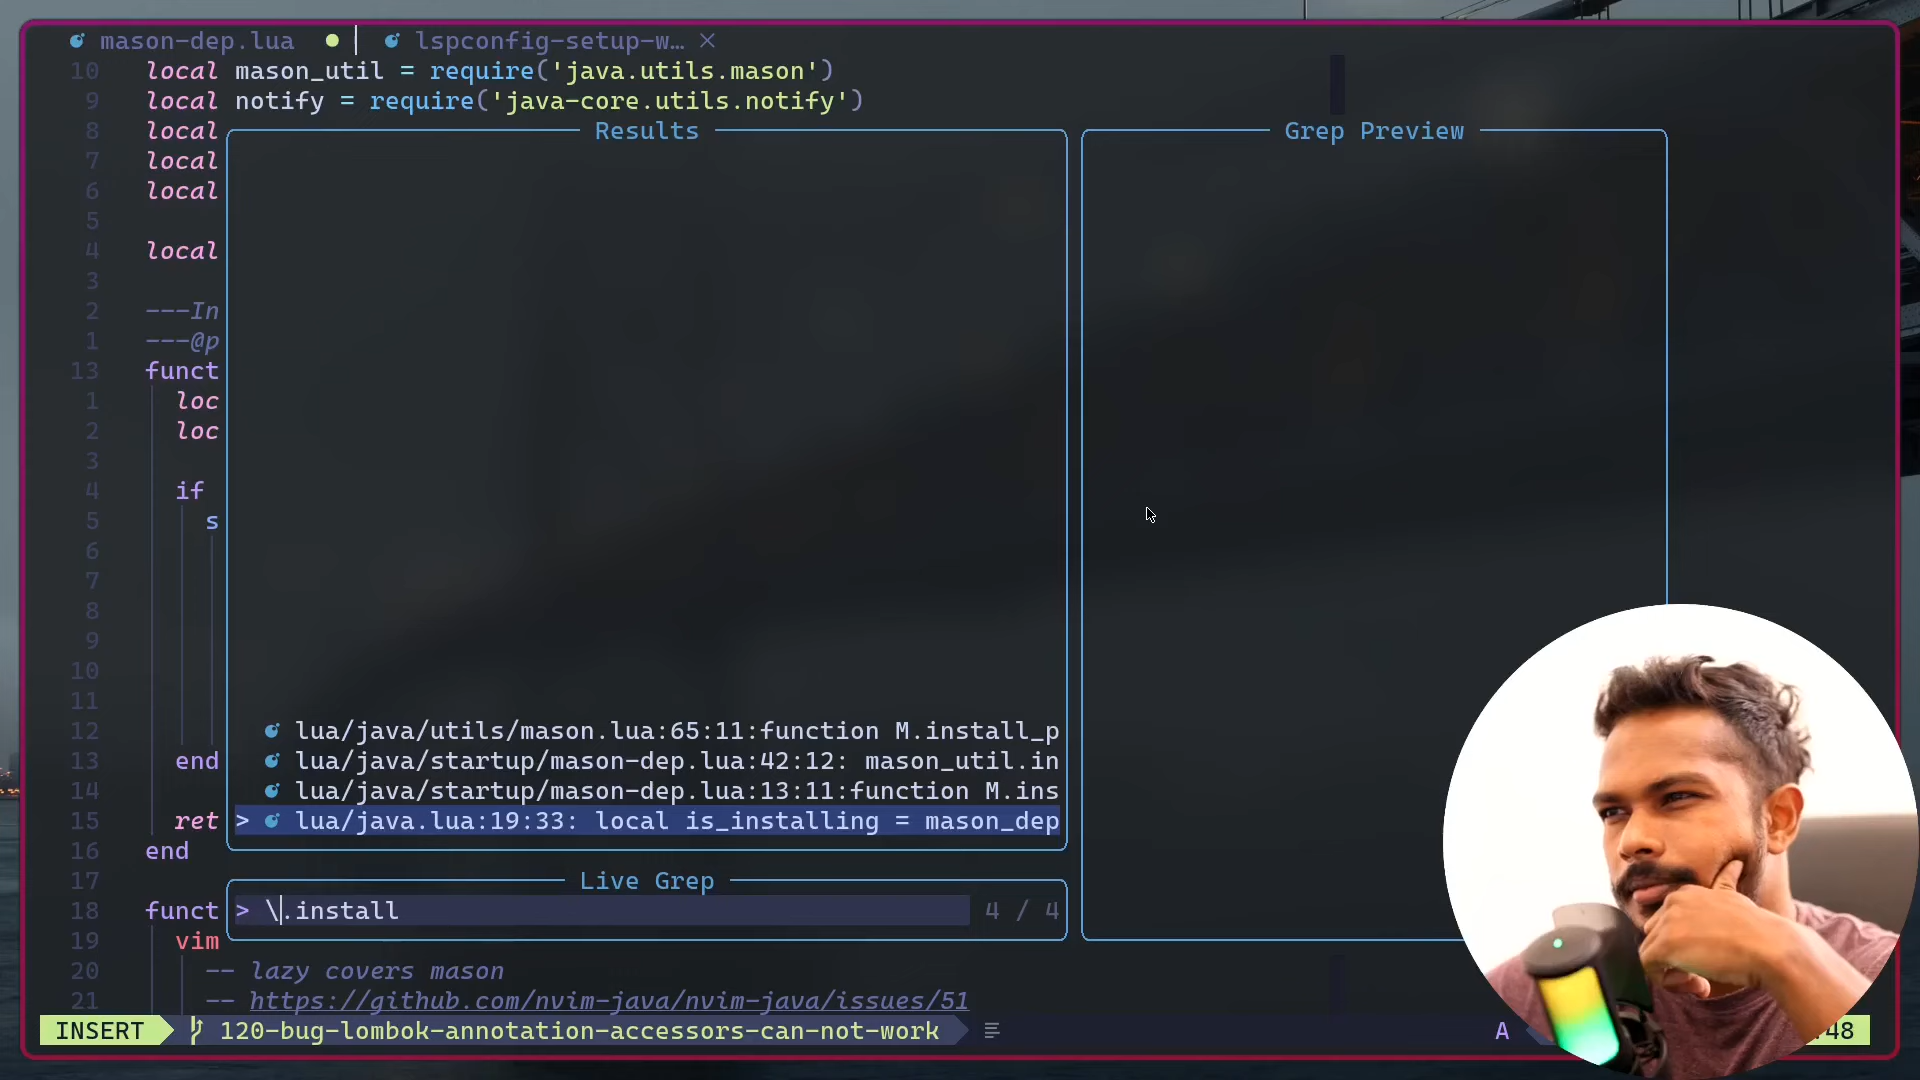 mason-dep.lua lspconfig-setup-w…
10 local mason_util = require('java.utils.mason')
9 local notify = require('java-core.utils.notify')
8 local
7 local
6 local
5
4 local
3
2 ---In
1 ---@p
13 funct
1 loc
2 loc
3
4 if
5 s
6
7
8
9
10
11
12
13 end
14
15 ret
16 end
17
18 funct
19 vim
20 -- lazy covers mason
21 -- https://github.com/nvim-java/nvim-java/issues/51
Results
lua/java/utils/mason.lua:65:11:function M.install_p
lua/java/startup/mason-dep.lua:42:12: mason_util.in
lua/java/startup/mason-dep.lua:13:11:function M.ins
> lua/java.lua:19:33: local is_installing = mason_dep
Live Grep
> \.install 4 / 4
Grep Preview
INSERT 120-bug-lombok-annotation-accessors-can-not-work A 48